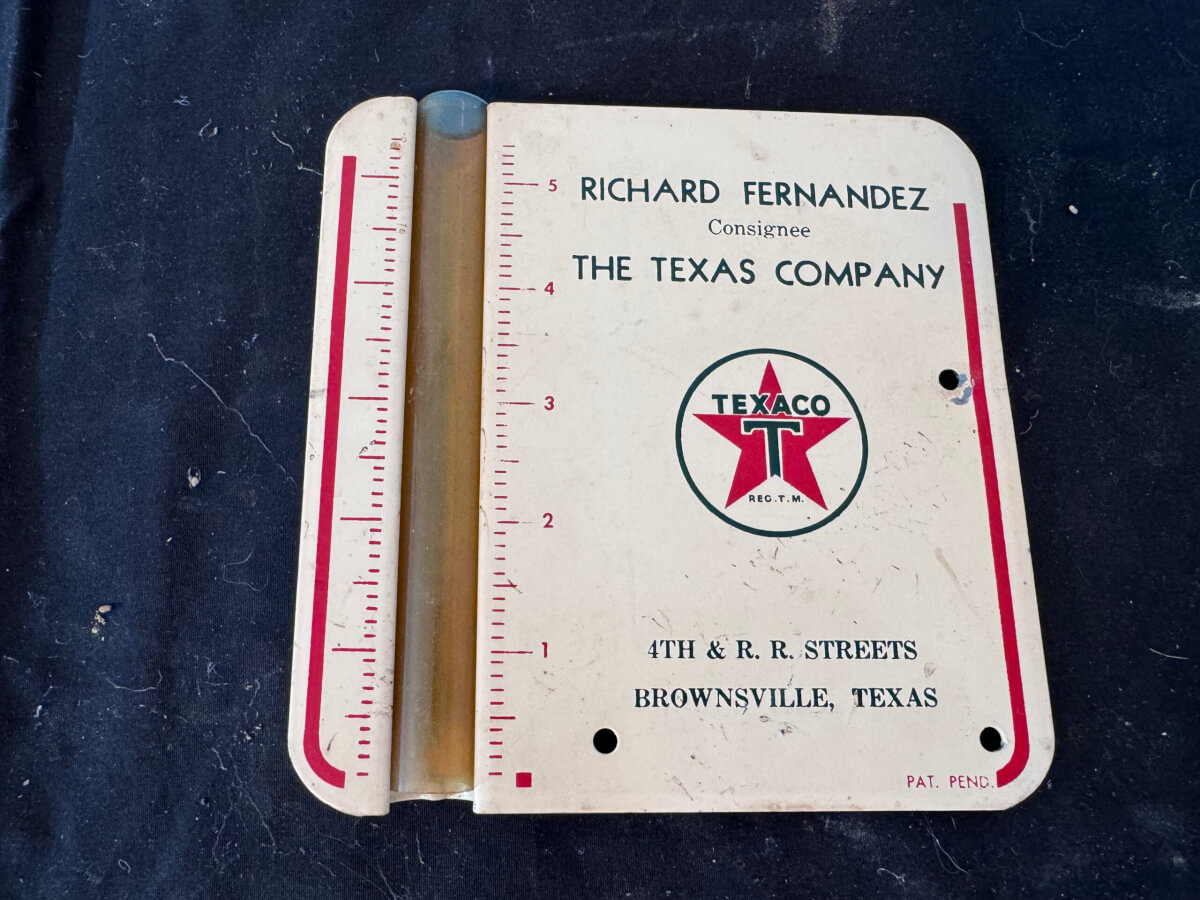 5
4
3
2
1
RICHARD FERNANDEZ
Consignee
THE TEXAS COMPANY
TEXACO
T
REG. T. M.
4TH & R. R. STREETS
BROWNSVILLE, TEXAS
PAT. PEND.